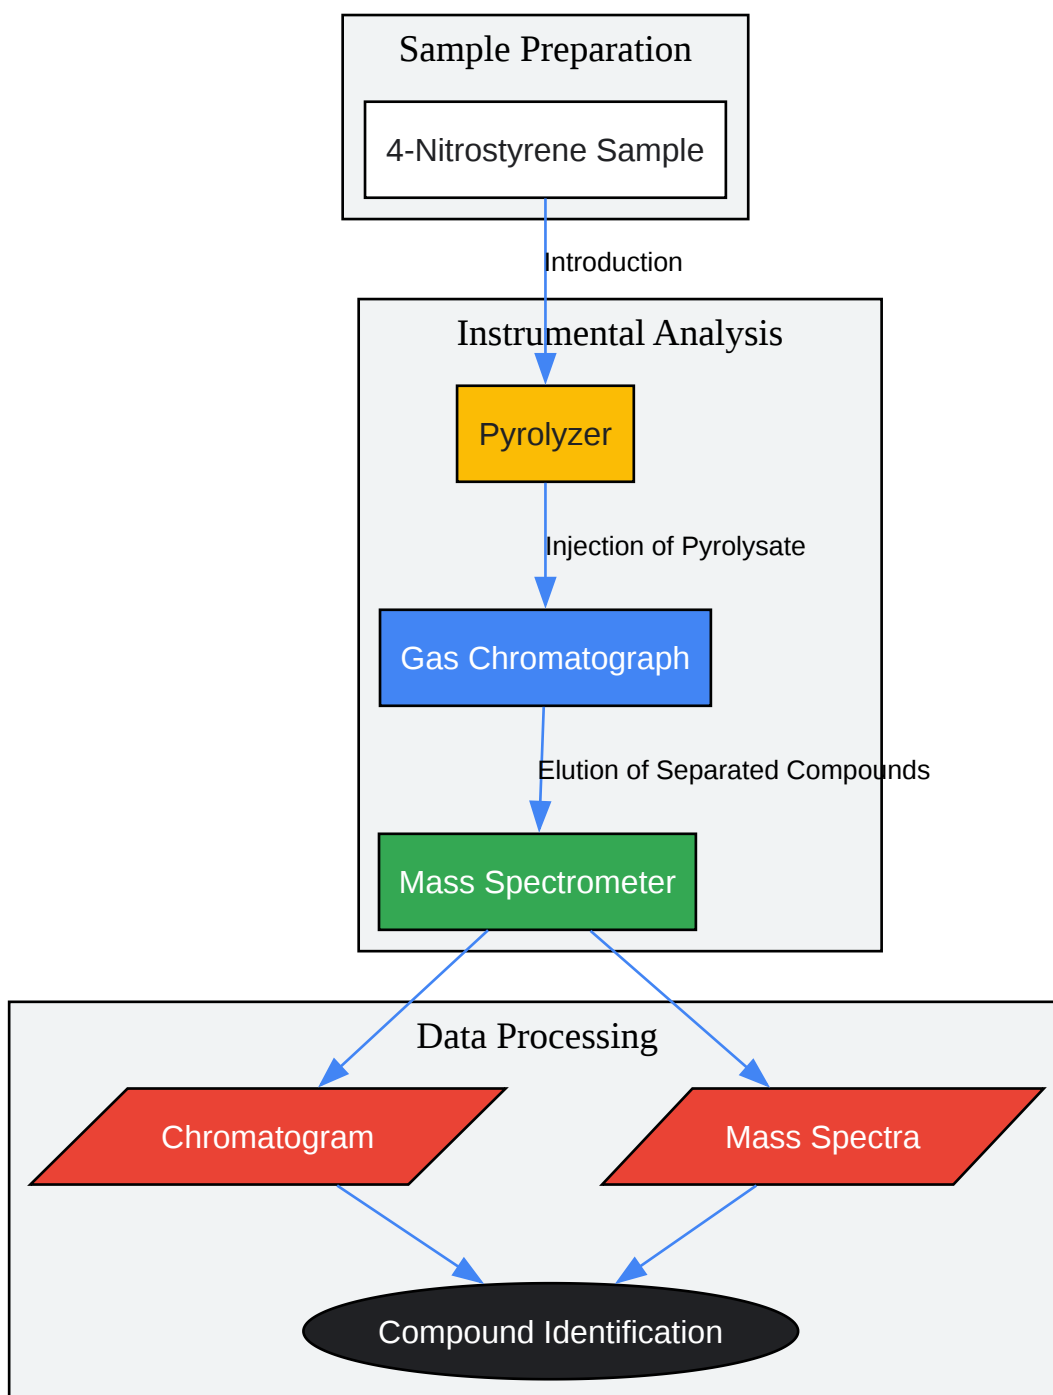 Sample Preparation
4-Nitrostyrene Sample
Introduction
Instrumental Analysis
Pyrolyzer
Injection of Pyrolysate
Gas Chromatograph
Elution of Separated Compounds
Mass Spectrometer
Data Processing
Chromatogram
Mass Spectra
Compound Identification